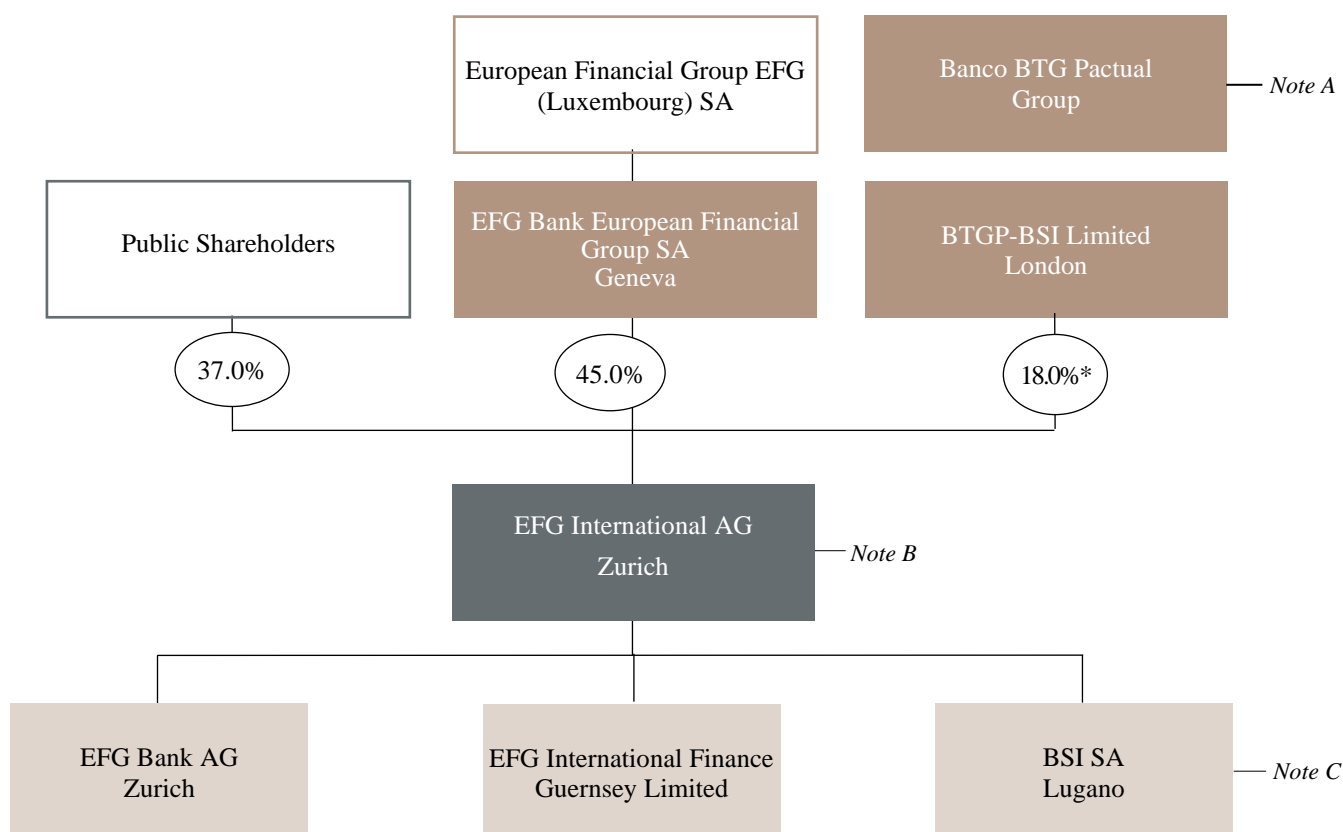 European Financial Group EFG
(Luxembourg) SA
Banco BTG Pactual
Group
Note A
Public Shareholders
EFG Bank European Financial
Group SA
Geneva
BTGP-BSI Limited
London
37.0%
45.0%
18.0%*
EFG International AG
Zurich
Note B
EFG Bank AG
Zurich
EFG International Finance
Guernsey Limited
BSI SA
Lugano
Note C